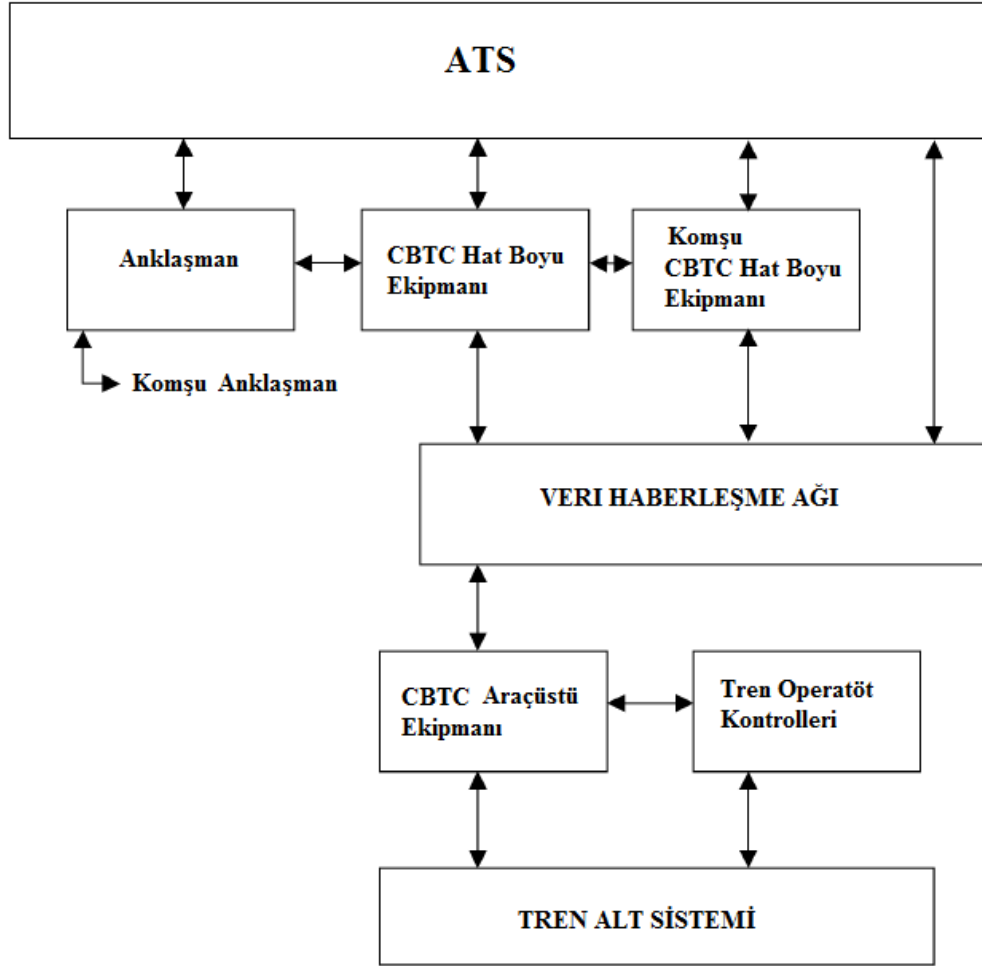 ATS
Anklaşman
CBTC Hat Boyu
Ekipmanı
Komşu
CBTC Hat Boyu
Ekipmanı
Komşu Anklaşman
VERI HABERLEŞME AĞI
CBTC Araçüstü
Ekipmanı
Tren Operatöt
Kontrolleri
TREN ALT SİSTEMİ